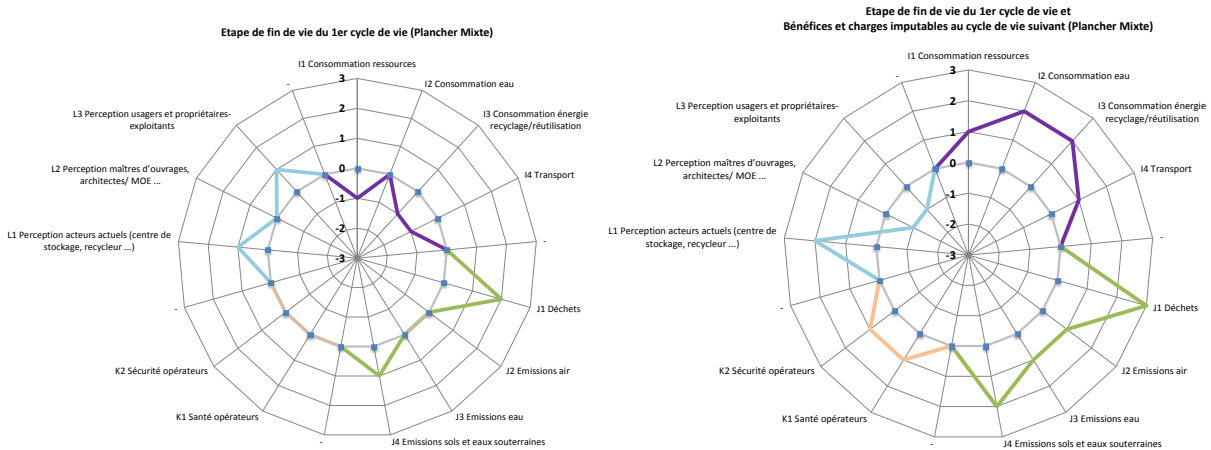 Etape de fin de vie du 1er cycle de vie (Plancher Mixte)
I1 Consommation ressources
I2 Consommation eau
I3 Consommation énergie
recyclage/réutilisation
I4 Transport
-
J1 Déchets
J2 Emissions air
J3 Emissions eau
J4 Emissions sols et eaux souterraines
-
K1 Santé opérateurs
K2 Sécurité opérateurs
-
L1 Perception acteurs actuels (centre de
stockage, recycleur ...)
L2 Perception maîtres d’ouvrages,
architectes/ MOE ...
L3 Perception usagers et propriétaires-
exploitants
-
3
2
1
0
-1
-2
-3
Etape de fin de vie du 1er cycle de vie et
Bénéfices et charges imputables au cycle de vie suivant (Plancher Mixte)
I1 Consommation ressources
I2 Consommation eau
I3 Consommation énergie
recyclage/réutilisation
I4 Transport
-
J1 Déchets
J2 Emissions air
J3 Emissions eau
J4 Emissions sols et eaux souterraines
-
K1 Santé opérateurs
K2 Sécurité opérateurs
-
L1 Perception acteurs actuels (centre de
stockage, recycleur ...)
L2 Perception maîtres d’ouvrages,
architectes/ MOE ...
L3 Perception usagers et propriétaires-
exploitants
-
3
2
1
0
-1
-2
-3